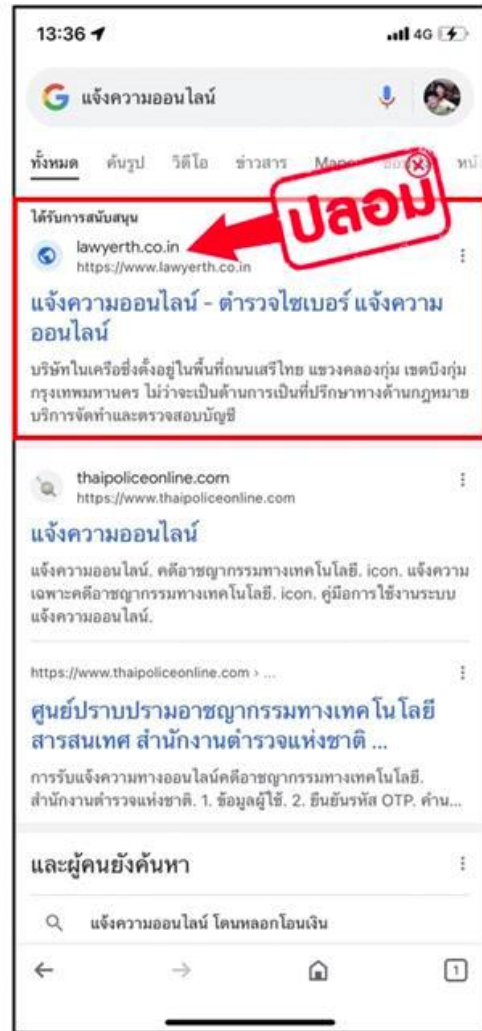 13:36
4G
แจ้งความออนไลน์
ทั้งหมด ค้นรูป วิดีโอ ข่าวสาร
ปลอม
ได้รับการสนับสนุน
lawyerth.co.in
https://www.lawyerth.co.in
แจ้งความออนไลน์ - ตำรวจไซเบอร์ แจ้งความ
ออนไลน์
บริษัทในเครือซึ่งตั้งอยู่ในพื้นที่ถนนเสรีไทย แขวงคลองกุ่ม เขตบึงกุ่ม
กรุงเทพมหานคร ไม่ว่าจะเป็นด้านการเป็นที่ปรึกษาทางด้านกฎหมาย
บริการจัดทำและตรวจสอบบัญชี
thaipoliceonline.com
https://www.thaipoliceonline.com
แจ้งความออนไลน์
แจ้งความออนไลน์. คดีอาชญากรรมทางเทคโนโลยี. icon. แจ้งความ
เฉพาะคดีอาชญากรรมทางเทคโนโลยี. icon. คู่มือการใช้งานระบบ
แจ้งความออนไลน์.
https://www.thaipoliceonline.com › ...
ศูนย์ปราบปรามอาชญากรรมทางเทคโนโลยี
สารสนเทศ สำนักงานตำรวจแห่งชาติ ...
การรับแจ้งความทางออนไลน์คดีอาชญากรรมทางเทคโนโลยี.
สำนักงานตำรวจแห่งชาติ. 1. ข้อมูลผู้ใช้. 2. ยืนยันรหัส OTP. คำน...
และผู้คนยังค้นหา
แจ้งความออนไลน์ โดนหลอกโอนเงิน
1